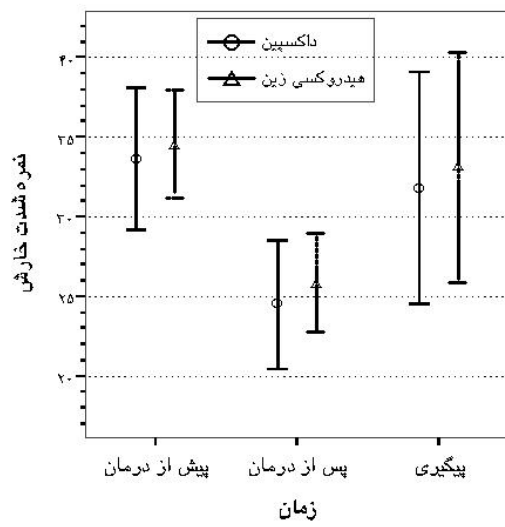 داکسپین
هیدروکسی زین
نمره شدت خارش
۴۰
۳۵
۳۰
۲۵
۲۰
پیش از درمان
پس از درمان
پیگیری
زمان